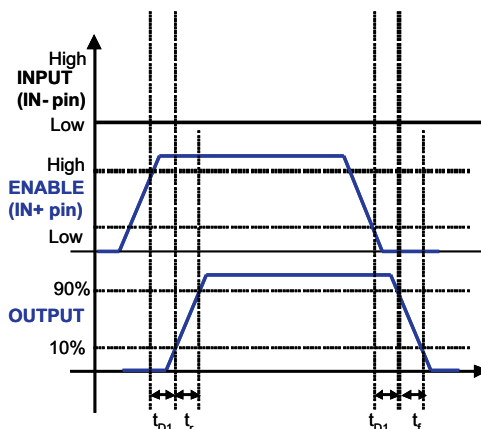 High
INPUT
(IN- pin)
Low
High
ENABLE
(IN+ pin)
Low
90%
OUTPUT
10%
tD1 tr tD1 tf